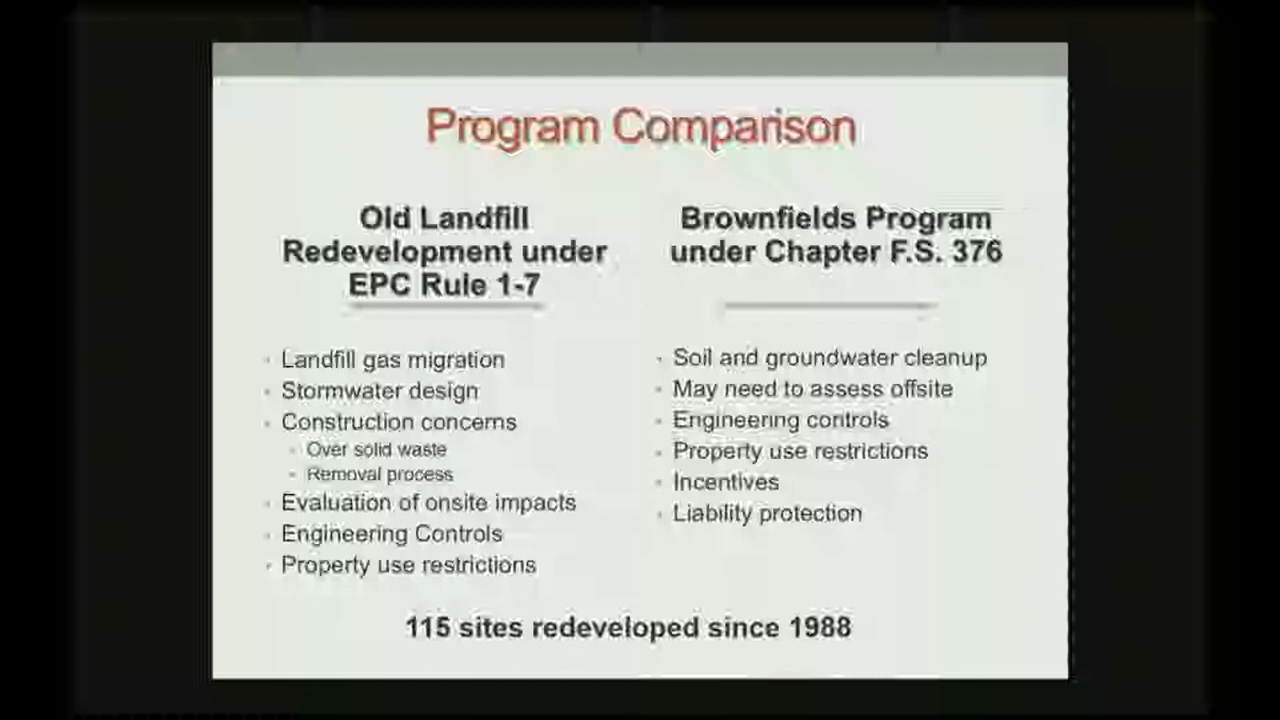 Program Comparison
Old Landfill
Redevelopment under
EPC Rule 1-7
Landfill gas migration
Stormwater design
Construction concerns
Over solid waste
Removal process
Evaluation of onsite impacts
Engineering Controls
Property use restrictions
Brownfields Program
under Chapter F.S. 376
Soil and groundwater cleanup
May need to assess offsite
Engineering controls
Property use restrictions
Incentives
Liability protection
115 sites redeveloped since 1988